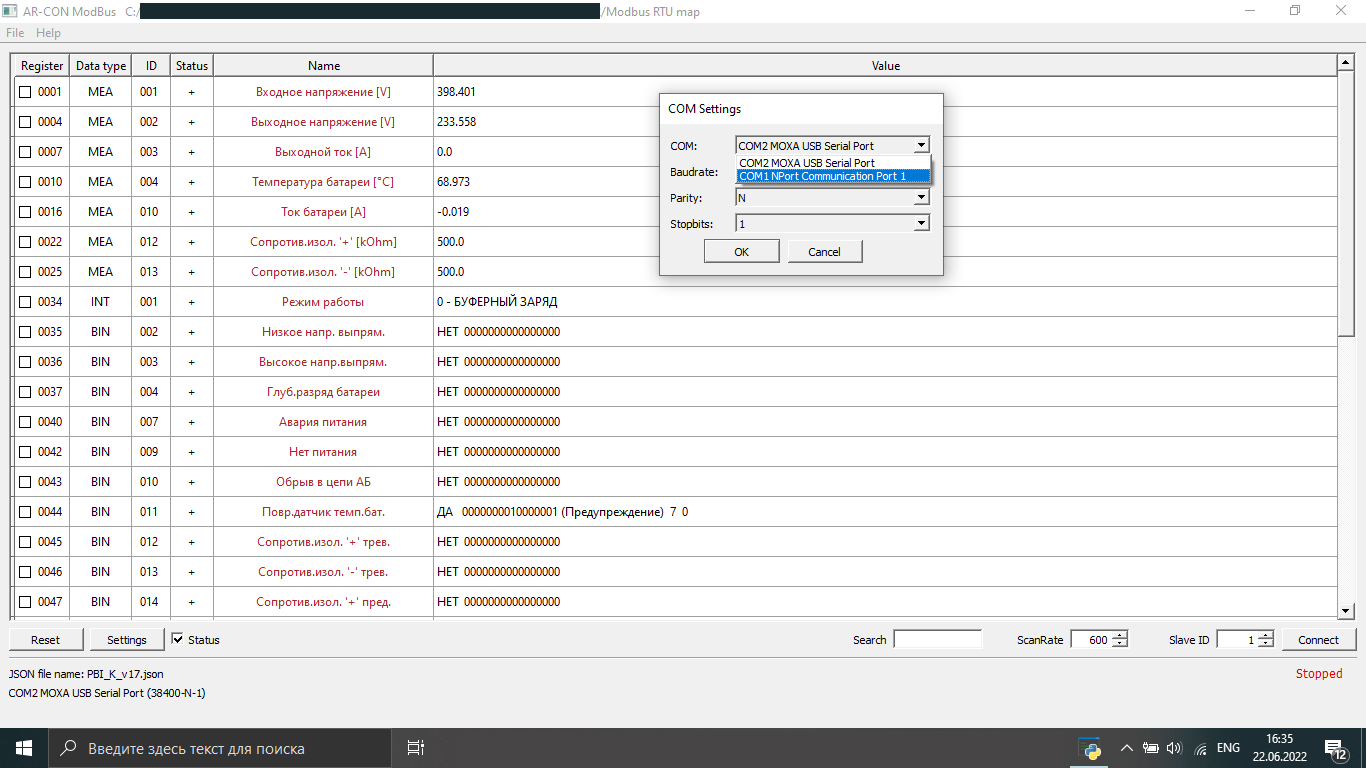 AR-CON ModBus C:/ /Modbus RTU map
File Help
Register Data type ID Status Name Value
0001 MEA 001 + Входное напряжение [V] 398.401
0004 MEA 002 + Выходное напряжение [V] 233.558
0007 MEA 003 + Выходной ток [A] 0.0
0010 MEA 004 + Температура батареи [°C] 68.973
0016 MEA 010 + Ток батареи [A] -0.019
0022 MEA 012 + Сопротив.изол. '+' [kOhm] 500.0
0025 MEA 013 + Сопротив.изол. '-' [kOhm] 500.0
0034 INT 001 + Режим работы 0 - БУФЕРНЫЙ ЗАРЯД
0035 BIN 002 + Низкое напр. выпрям. НЕТ 0000000000000000
0036 BIN 003 + Высокое напр.выпрям. НЕТ 0000000000000000
0037 BIN 004 + Глуб.разряд батареи НЕТ 0000000000000000
0040 BIN 007 + Авария питания НЕТ 0000000000000000
0042 BIN 009 + Нет питания НЕТ 0000000000000000
0043 BIN 010 + Обрыв в цепи АБ НЕТ 0000000000000000
0044 BIN 011 + Повр.датчик темп.бат. ДА 0000000010000001 (Предупреждение) 7 0
0045 BIN 012 + Сопротив.изол. '+' трев. НЕТ 0000000000000000
0046 BIN 013 + Сопротив.изол. '-' трев. НЕТ 0000000000000000
0047 BIN 014 + Сопротив.изол. '+' пред. НЕТ 0000000000000000
COM Settings
COM: COM2 MOXA USB Serial Port
COM2 MOXA USB Serial Port
Baudrate: COM1 NPort Communication Port 1
Parity: N
Stopbits: 1
OK Cancel
Reset Settings Status Search ScanRate 600 Slave ID 1 Connect
JSON file name: PBI_K_v17.json Stopped
COM2 MOXA USB Serial Port (38400-N-1)
Введите здесь текст для поиска ENG 16:35
22.06.2022 12